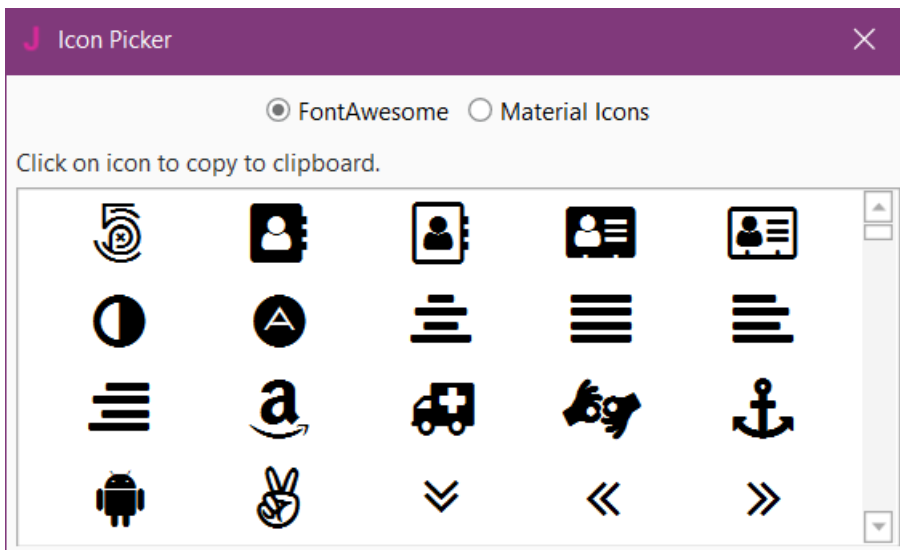 J Icon Picker
FontAwesome Material Icons
Click on icon to copy to clipboard.